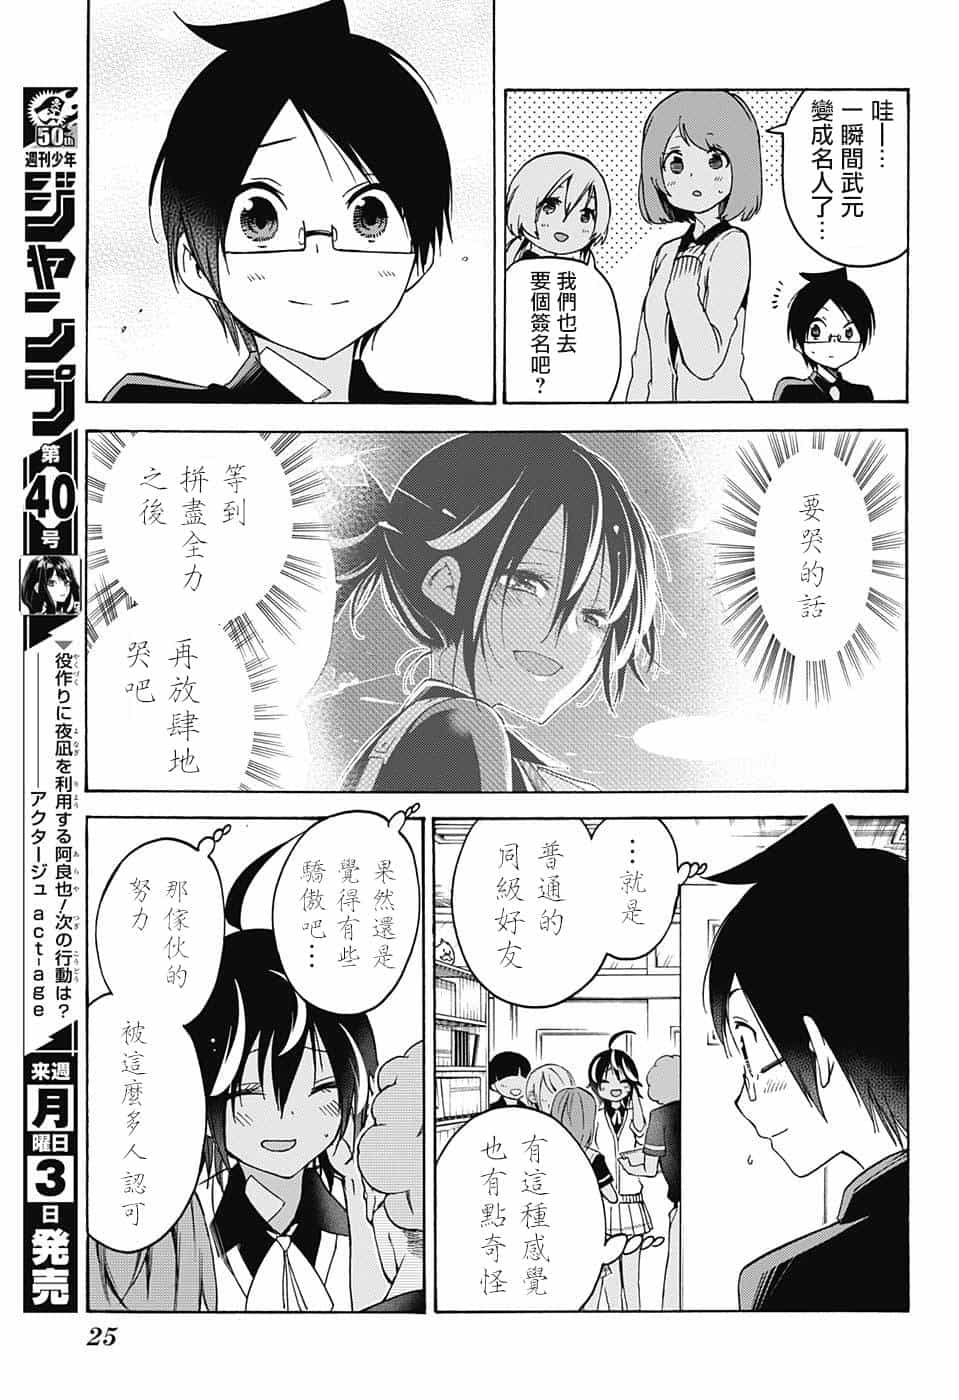 哇ー…
一瞬間武元
變成名人了…
我們也去
要個簽名吧？
要哭的話
等到
拼盡全力
之後
再放肆地
哭吧
…就是
普通的
同級好友
有這種感覺
也有點奇怪
果然還是
覺得有些
驕傲吧…
那傢伙的
努力
被這麼多人認可
50th
週刊少年
ジャンプ
第
40
号
▼役作りに夜凪を利用する阿良也！次の行動は？
──アクタージュ act-age
来週
月
曜日
3
日
発売
25